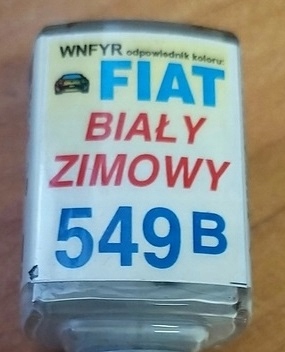 WNFYR odpowiednik koloru:
FIAT
BIAŁY
ZIMOWY
549B